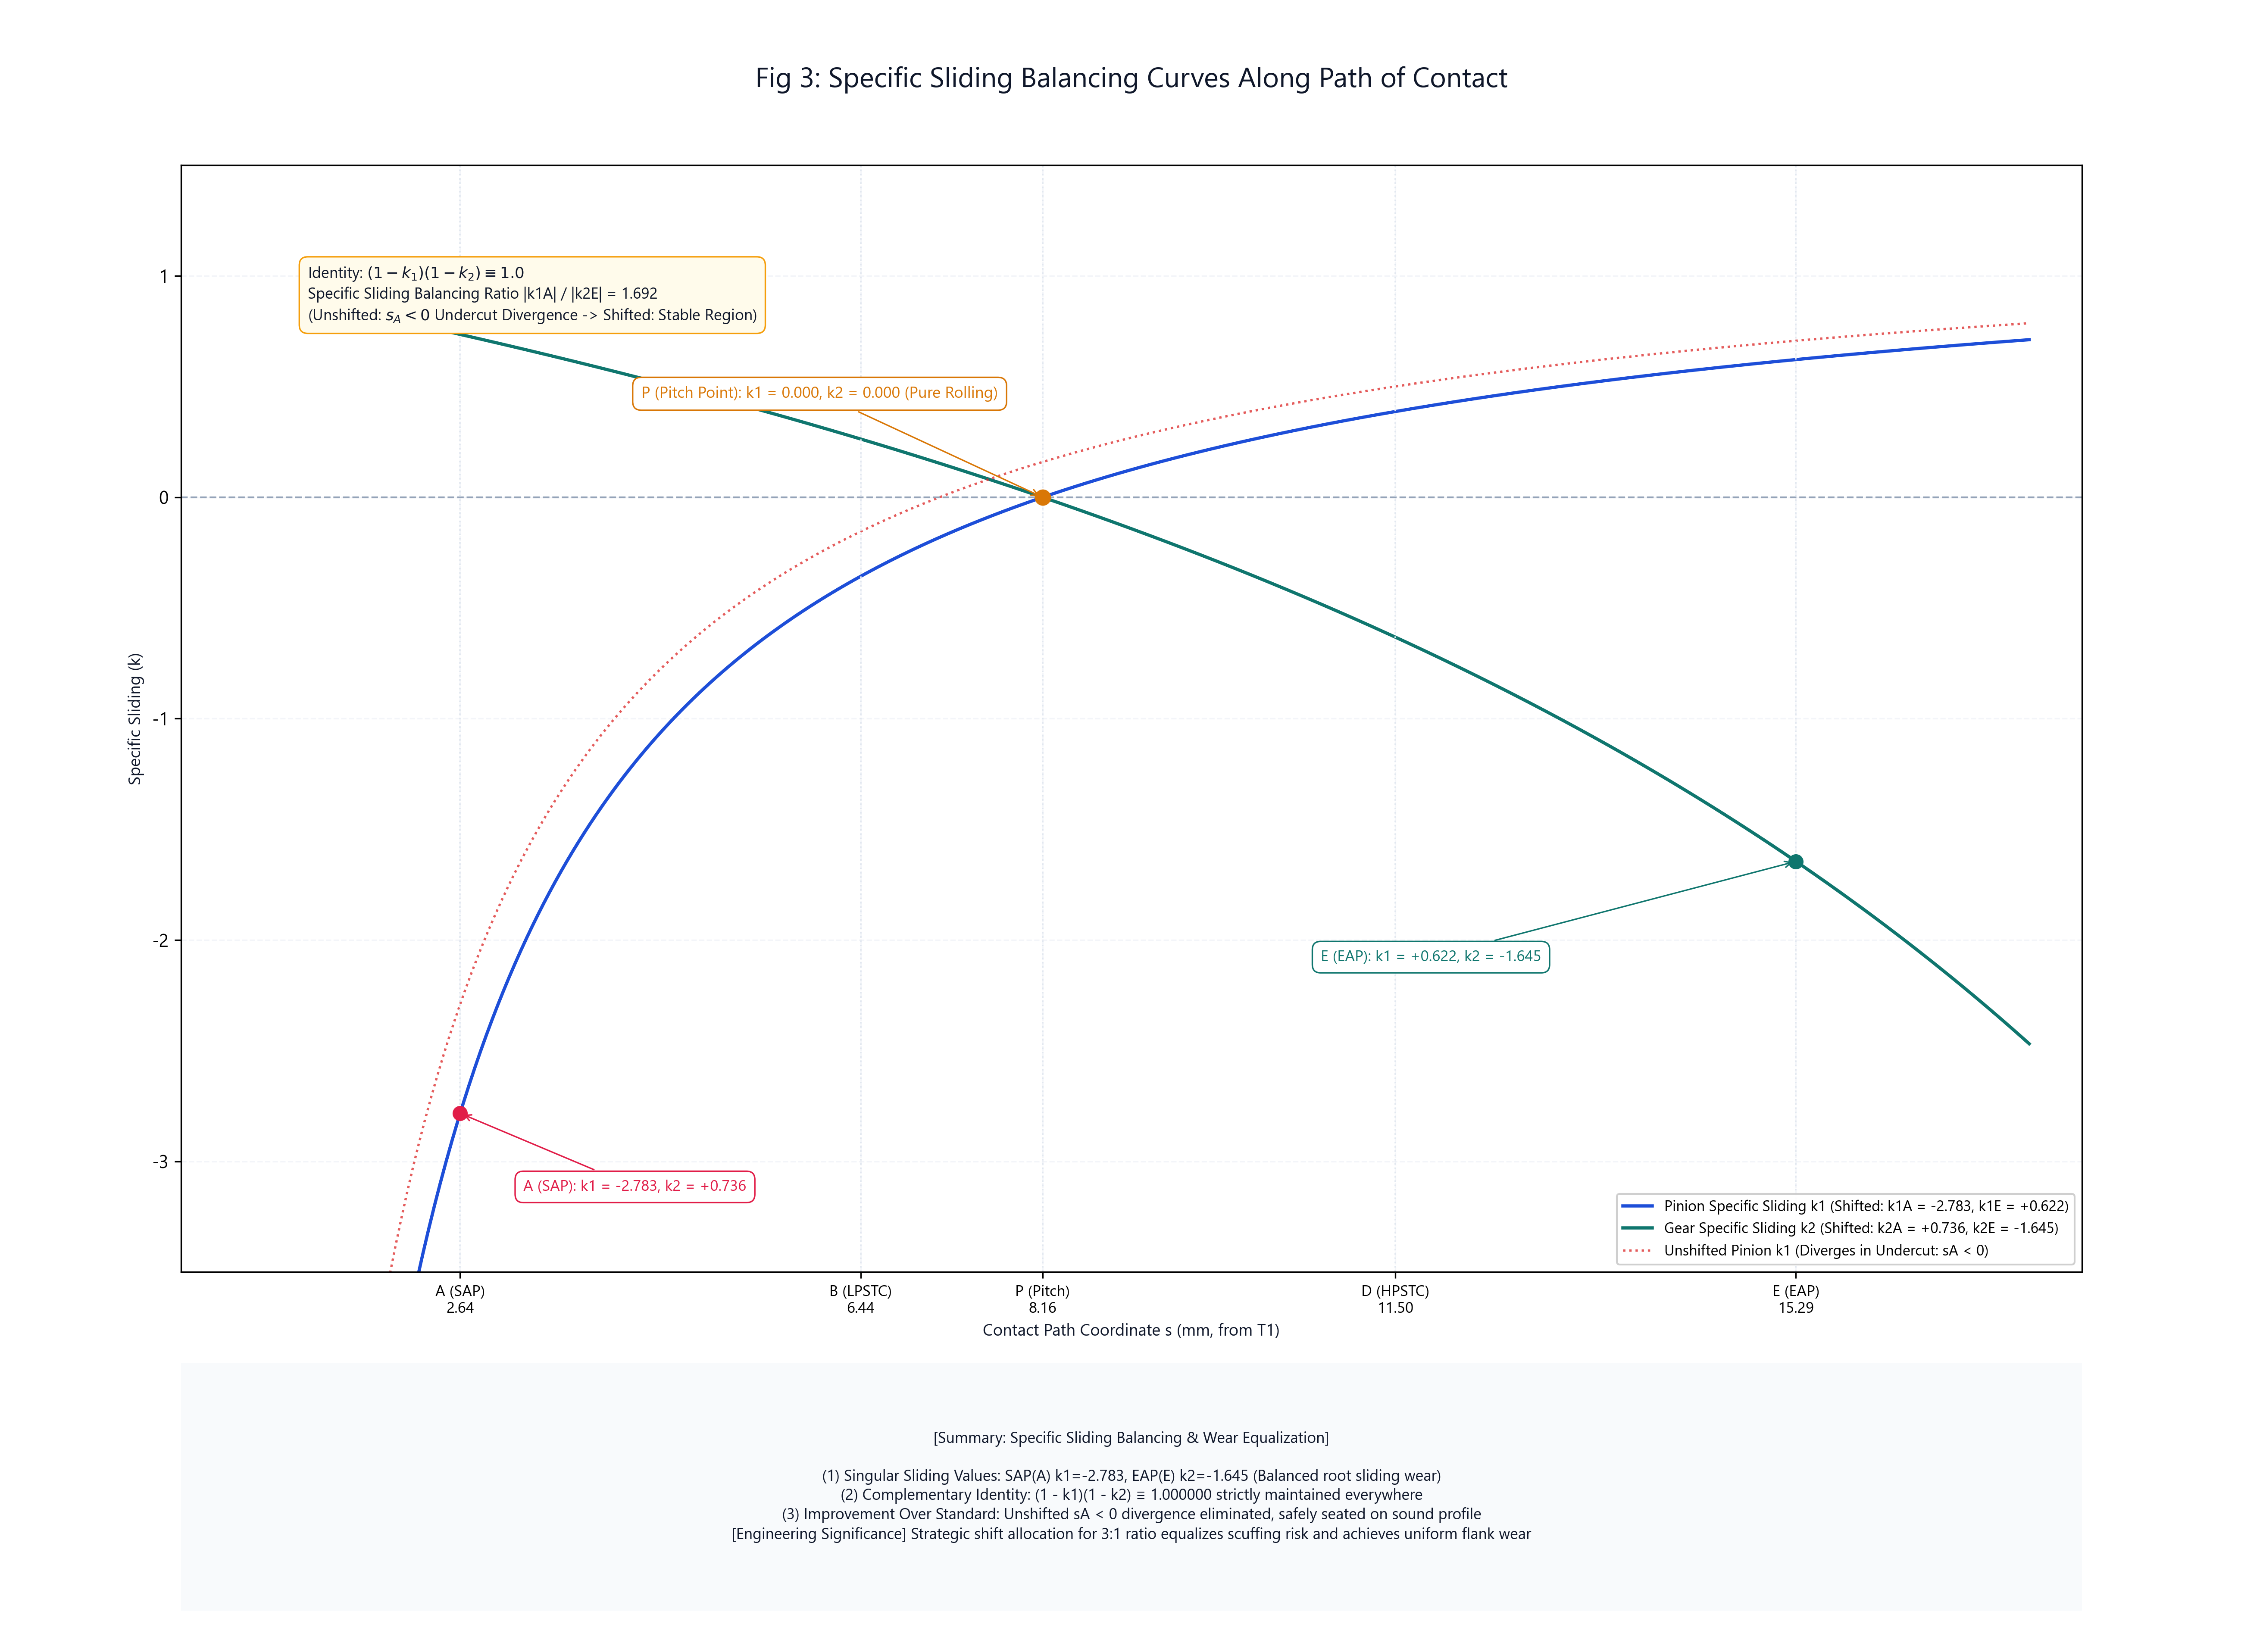 Fig 3: Specific Sliding Balancing Curves Along Path of Contact
Identity: (1 − k₁)(1 − k₂) ≡ 1.0
Specific Sliding Balancing Ratio |k1A| / |k2E| = 1.692
(Unshifted: s_A < 0 Undercut Divergence -> Shifted: Stable Region)
P (Pitch Point): k1 = 0.000, k2 = 0.000 (Pure Rolling)
E (EAP): k1 = +0.622, k2 = -1.645
A (SAP): k1 = -2.783, k2 = +0.736
Specific Sliding (k)
1
0
-1
-2
-3
Pinion Specific Sliding k1 (Shifted: k1A = -2.783, k1E = +0.622)
Gear Specific Sliding k2 (Shifted: k2A = +0.736, k2E = -1.645)
Unshifted Pinion k1 (Diverges in Undercut: sA < 0)
A (SAP)
2.64
B (LPSTC)
6.44
P (Pitch)
8.16
D (HPSTC)
11.50
E (EAP)
15.29
Contact Path Coordinate s (mm, from T1)
[Summary: Specific Sliding Balancing & Wear Equalization]
(1) Singular Sliding Values: SAP(A) k1=-2.783, EAP(E) k2=-1.645 (Balanced root sliding wear)
(2) Complementary Identity: (1 - k1)(1 - k2) ≡ 1.000000 strictly maintained everywhere
(3) Improvement Over Standard: Unshifted sA < 0 divergence eliminated, safely seated on sound profile
[Engineering Significance] Strategic shift allocation for 3:1 ratio equalizes scuffing risk and achieves uniform flank wear